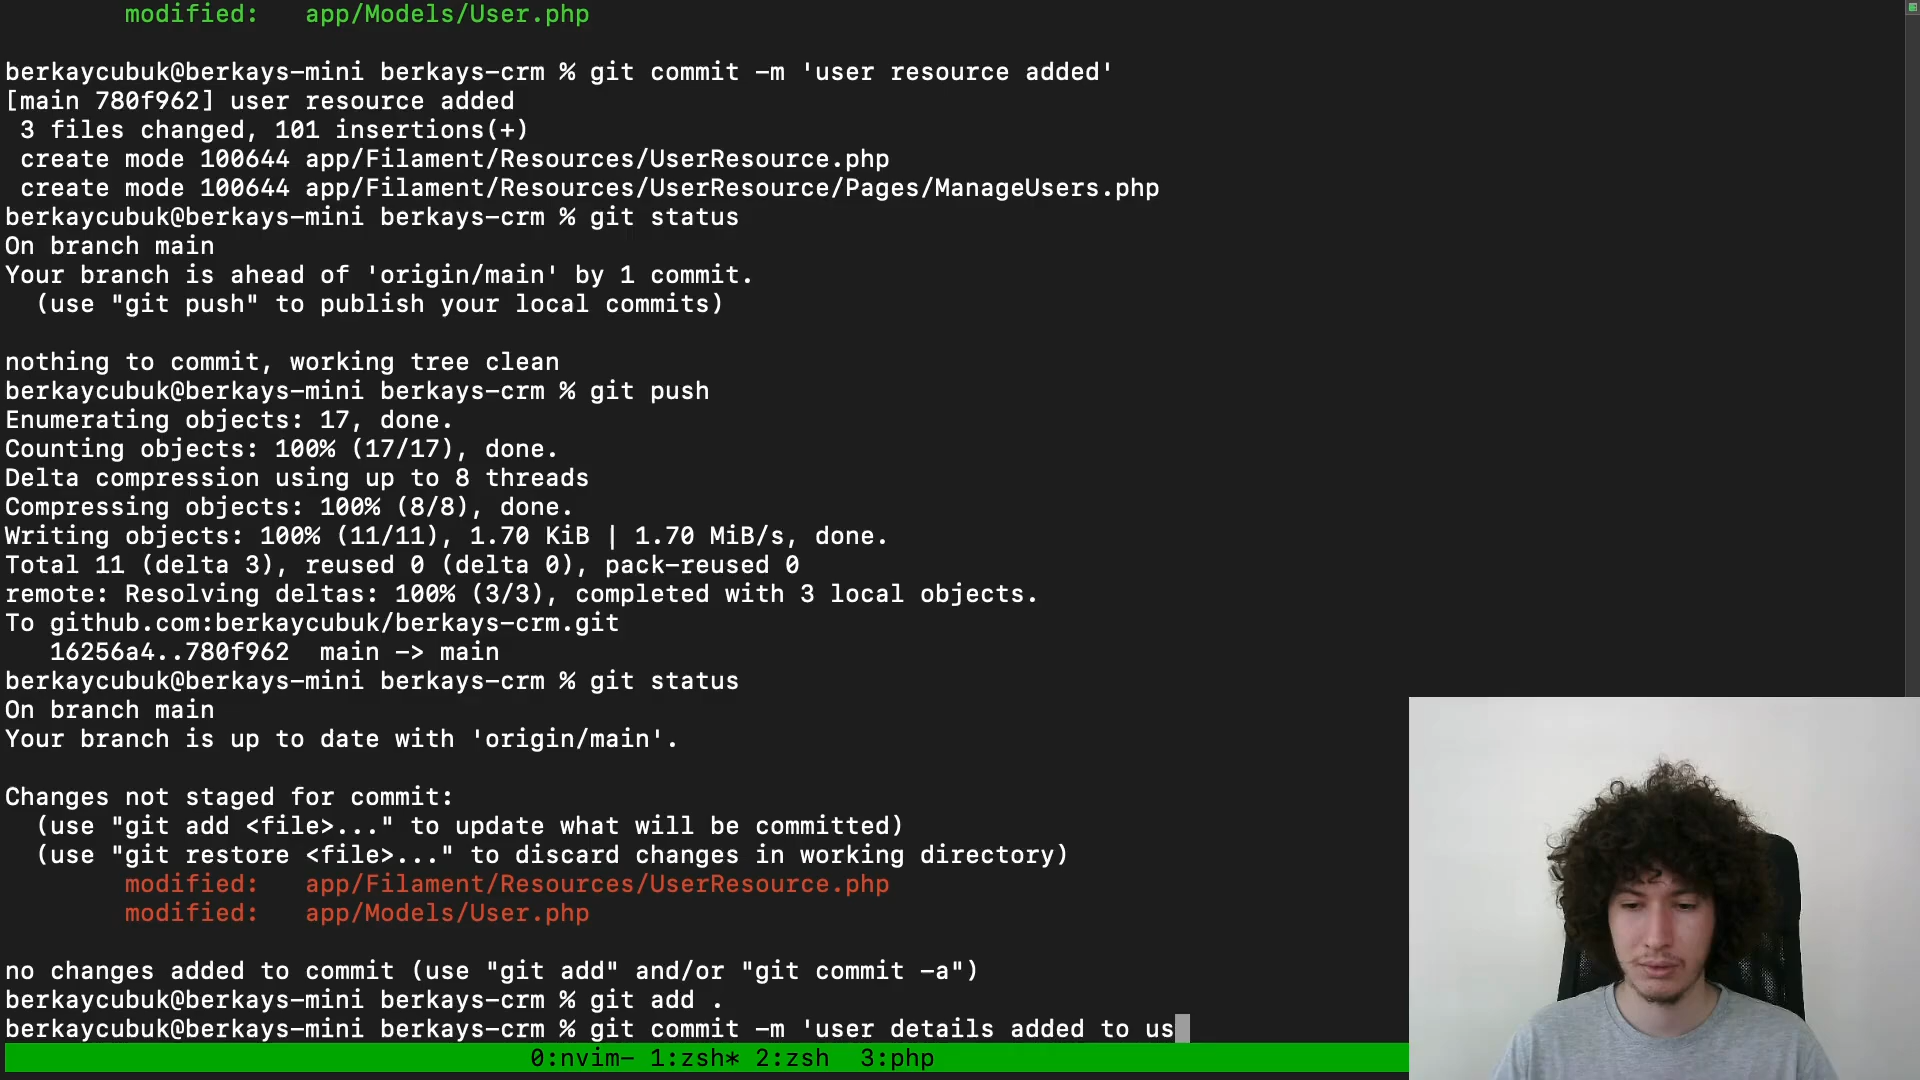 modified:   app/Models/User.php
berkaycubuk@berkays-mini berkays-crm % git commit -m 'user resource added'
[main 780f962] user resource added
 3 files changed, 101 insertions(+)
 create mode 100644 app/Filament/Resources/UserResource.php
 create mode 100644 app/Filament/Resources/UserResource/Pages/ManageUsers.php
berkaycubuk@berkays-mini berkays-crm % git status
On branch main
Your branch is ahead of 'origin/main' by 1 commit.
  (use "git push" to publish your local commits)
nothing to commit, working tree clean
berkaycubuk@berkays-mini berkays-crm % git push
Enumerating objects: 17, done.
Counting objects: 100% (17/17), done.
Delta compression using up to 8 threads
Compressing objects: 100% (8/8), done.
Writing objects: 100% (11/11), 1.70 KiB | 1.70 MiB/s, done.
Total 11 (delta 3), reused 0 (delta 0), pack-reused 0
remote: Resolving deltas: 100% (3/3), completed with 3 local objects.
To github.com:berkaycubuk/berkays-crm.git
   16256a4..780f962  main -> main
berkaycubuk@berkays-mini berkays-crm % git status
On branch main
Your branch is up to date with 'origin/main'.
Changes not staged for commit:
  (use "git add <file>..." to update what will be committed)
  (use "git restore <file>..." to discard changes in working directory)
        modified:   app/Filament/Resources/UserResource.php
        modified:   app/Models/User.php
no changes added to commit (use "git add" and/or "git commit -a")
berkaycubuk@berkays-mini berkays-crm % git add .
berkaycubuk@berkays-mini berkays-crm % git commit -m 'user details added to us
0:nvim- 1:zsh* 2:zsh  3:php